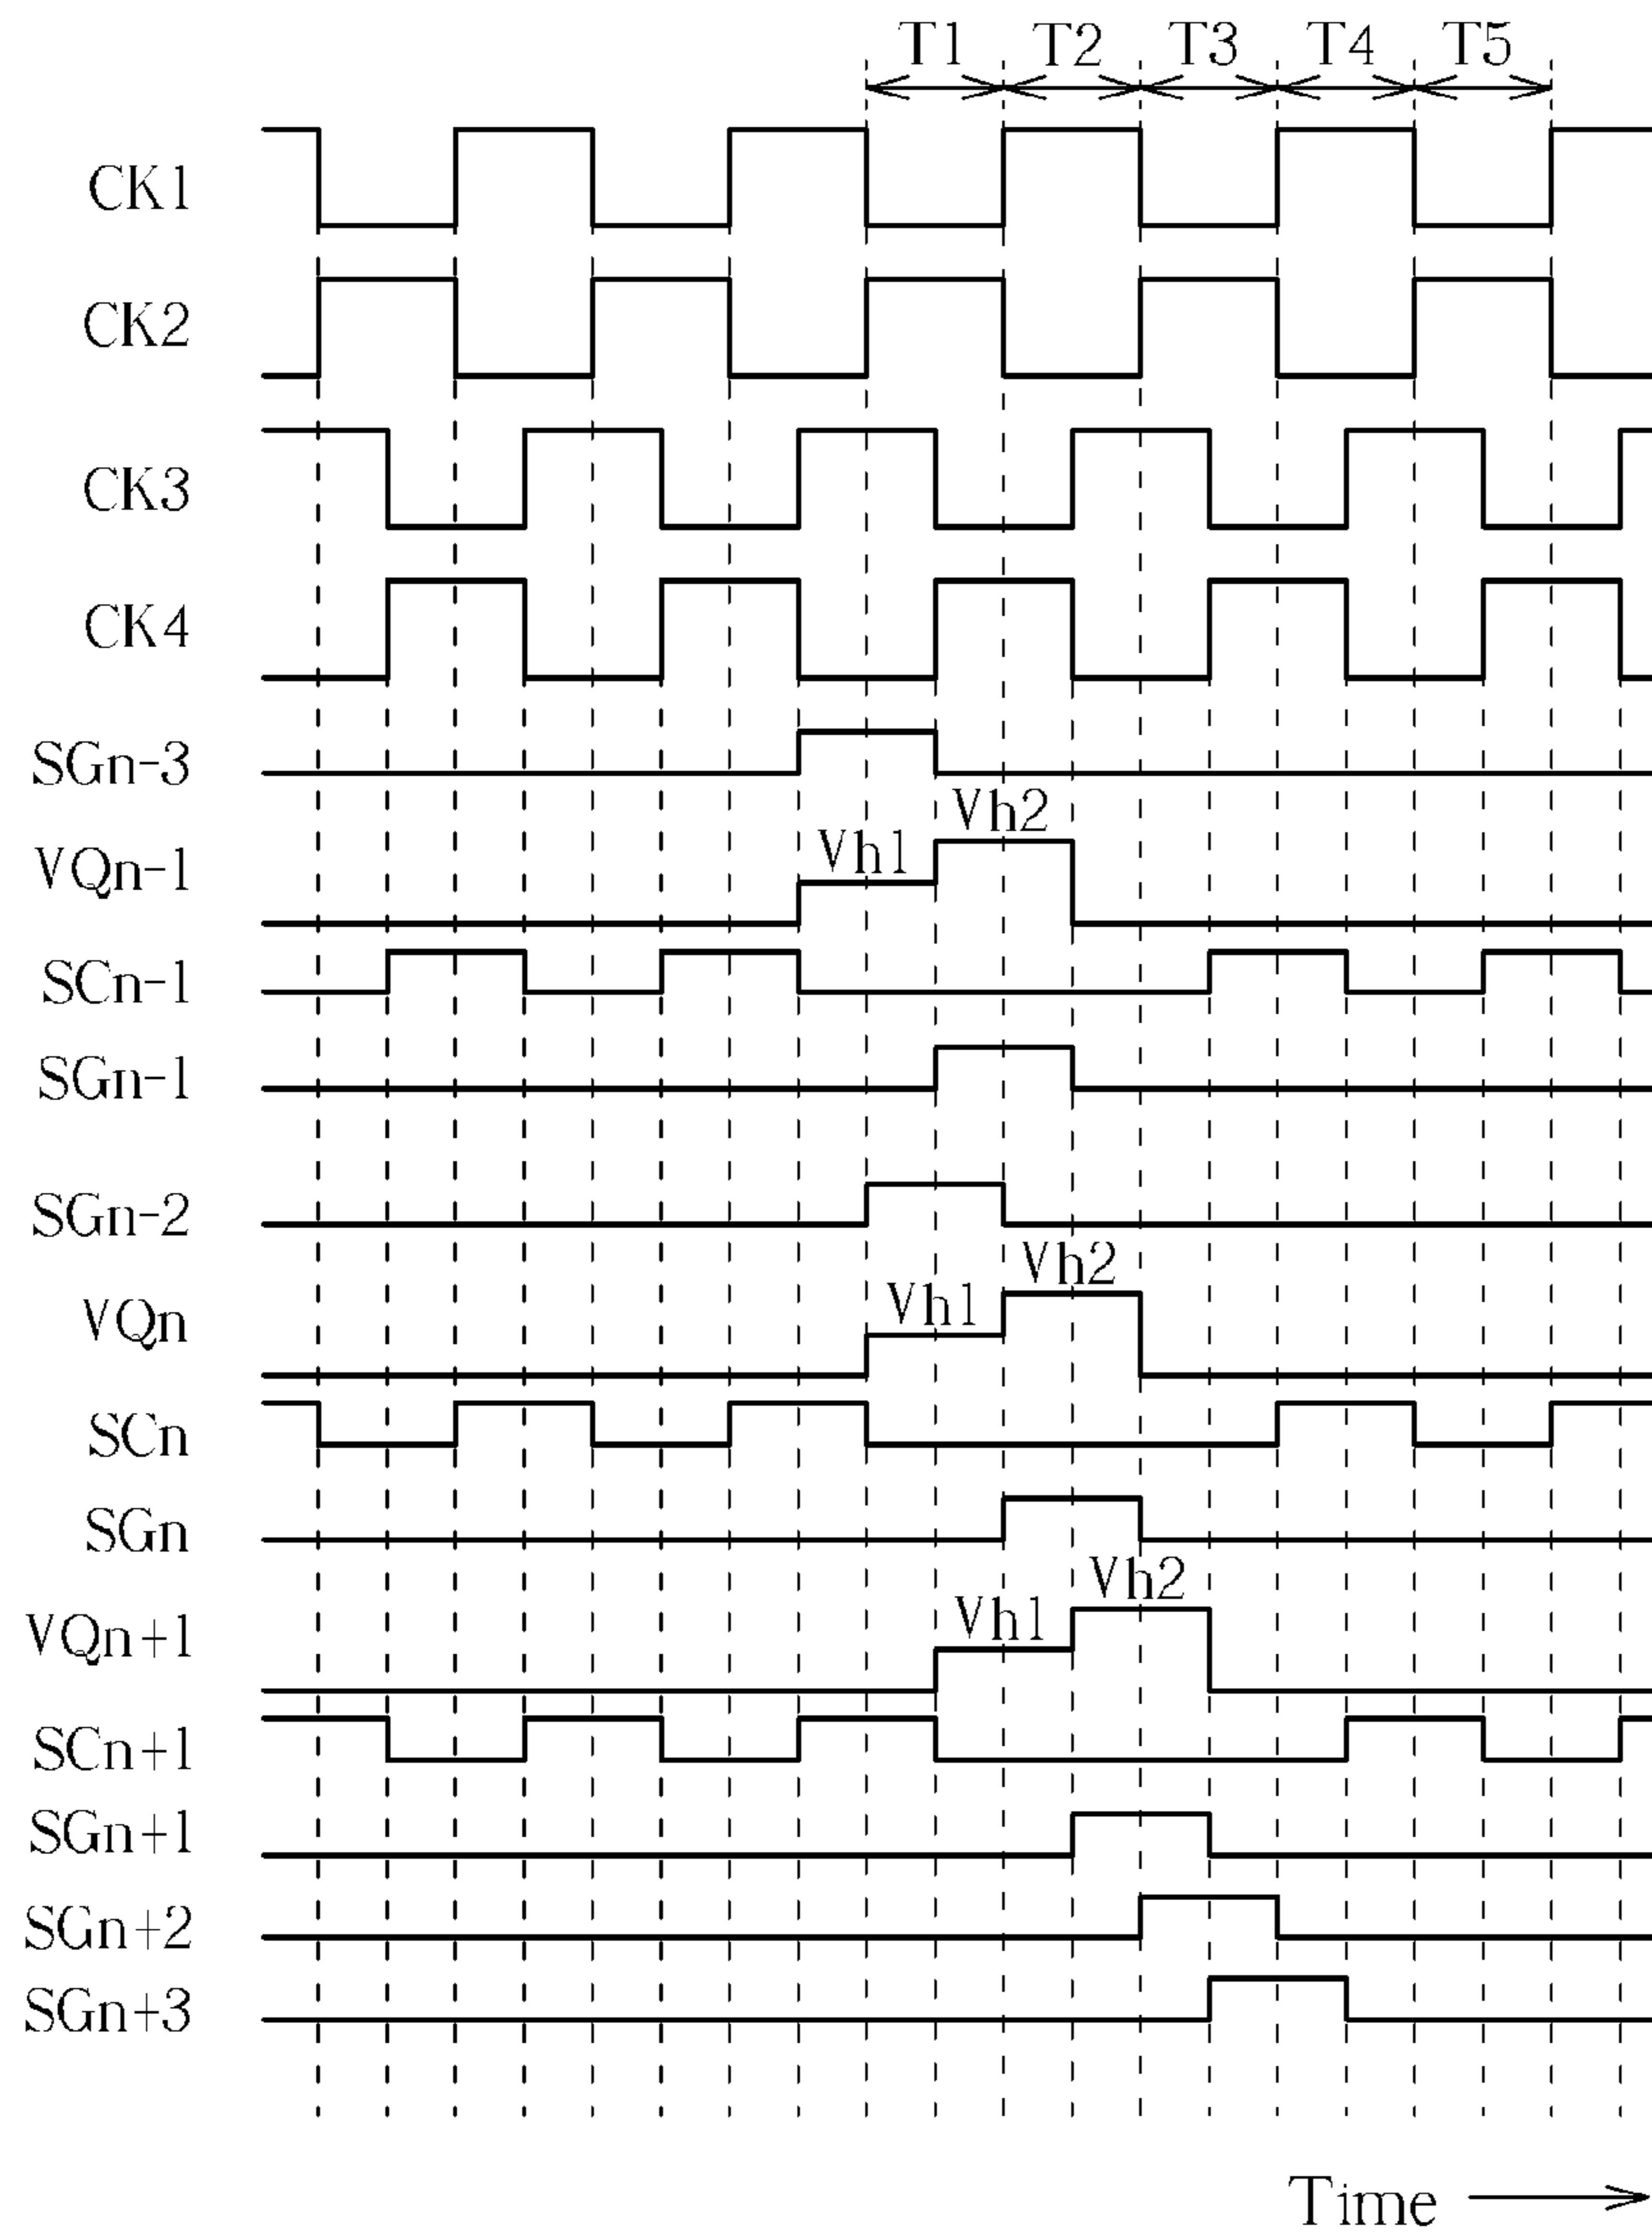 T1 T2 T3 T4 T5
CK1
CK2
CK3
CK4
SGn-3
Vh2
Vh1
VQn-1
SCn-1
SGn-1
SGn-2
Vh2
Vh1
VQn
SCn
SGn
Vh2
Vh1
VQn+1
SCn+1
SGn+1
SGn+2
SGn+3
Time